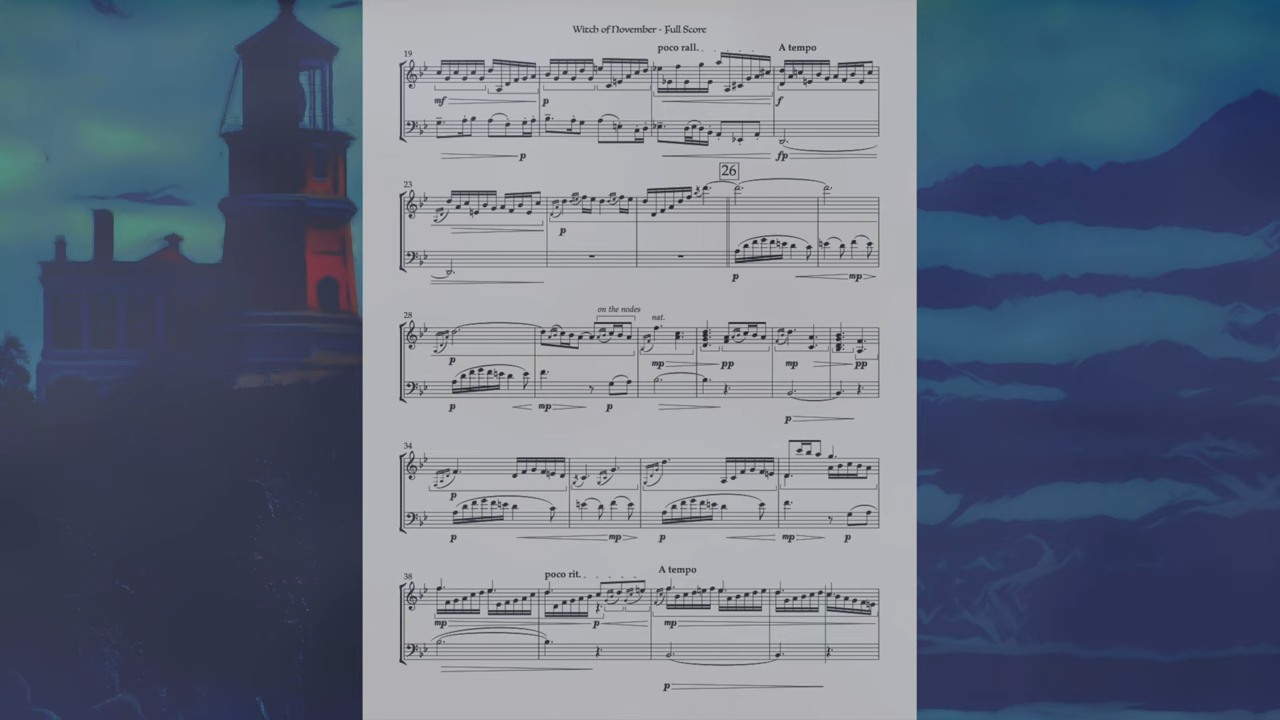 Witch of November - Full Score
poco rall. A tempo
19
mf p f
p fp
26
23
p
p mp
on the nodes
nat.
28
p mp pp mp pp
p mp p
p
34
p
p mp p mp p
poco rit. A tempo
38
mp p mp
p